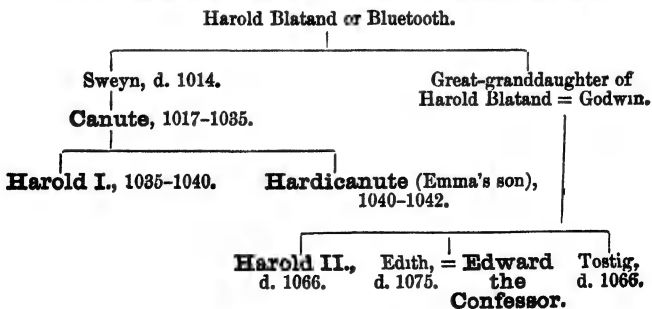 Harold Blatand or Bluetooth.
Sweyn, d. 1014.
Great-granddaughter of
Harold Blatand = Godwin.
Canute, 1017-1035.
Harold I., 1035-1040.
Hardicanute (Emma's son),
1040-1042.
Harold II., Edith, = Edward Tostig,
d. 1066. d. 1075. the d. 1066.
Confessor.